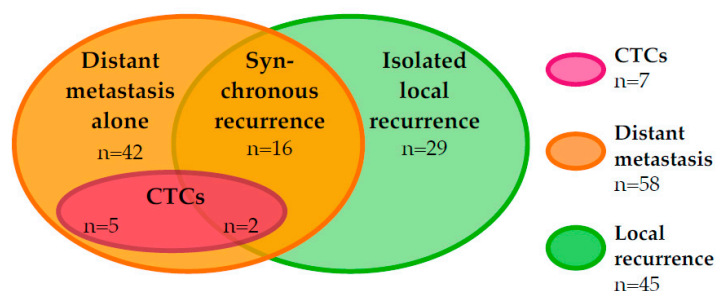 Distant
metastasis
alone
n=42
Syn-
chronous
recurrence
n=16
Isolated
local
recurrence
n=29
CTCs
n=5
n=2
CTCs
n=7
Distant
metastasis
n=58
Local
recurrence
n=45